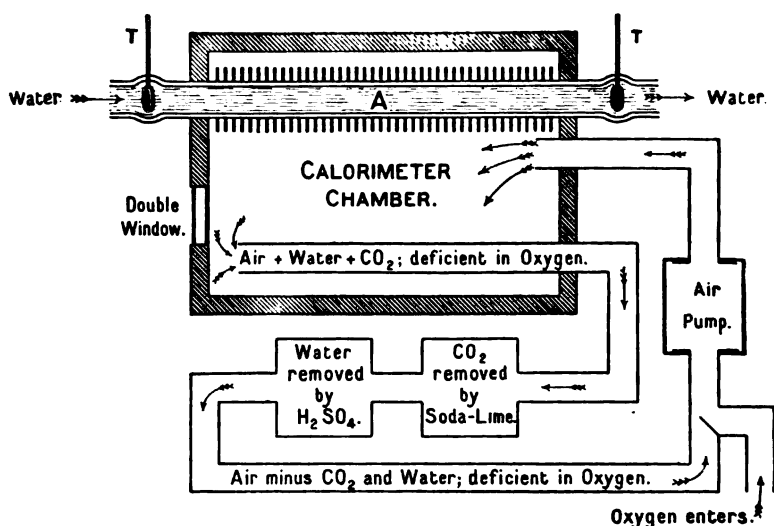 T
T
Water
A
Water.
CALORIMETER
CHAMBER.
Double
Window.
Air + Water + CO₂; deficient in Oxygen.
Air
Pump.
Water
removed
by
H₂SO₄.
CO₂
removed
by
Soda-Lime.
Air minus CO₂ and Water; deficient in Oxygen.
Oxygen enters.